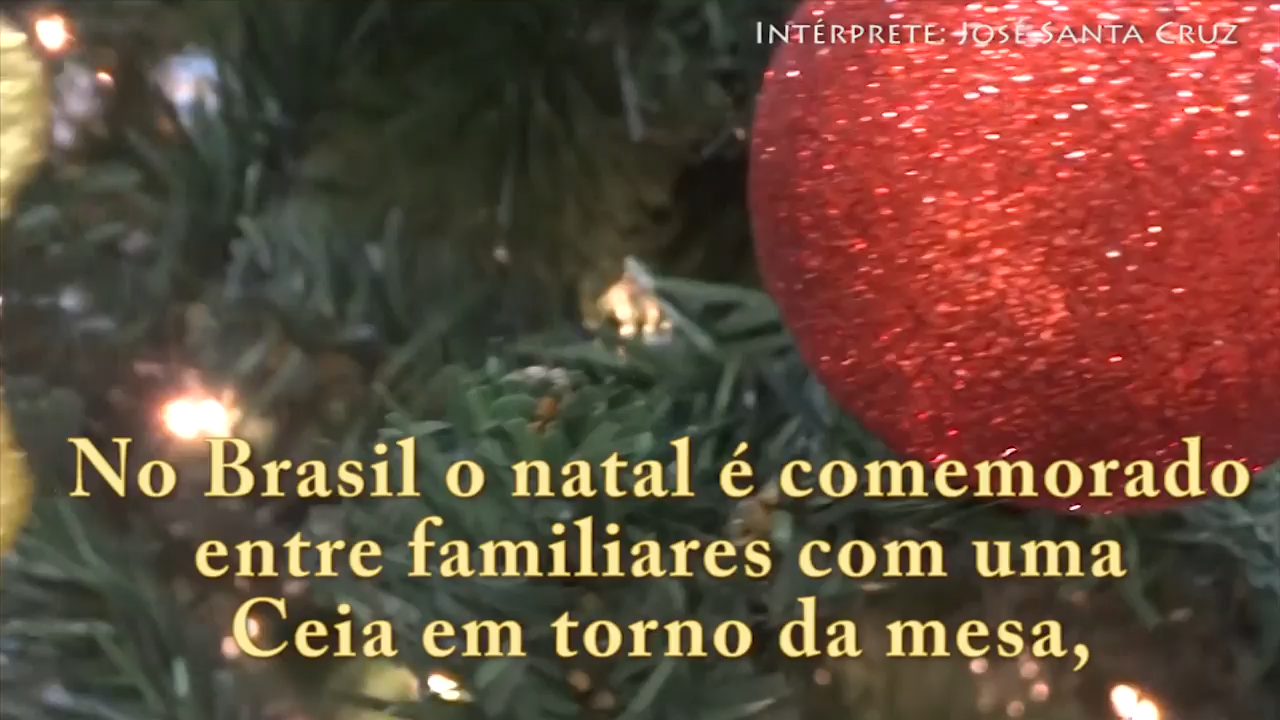 Intérprete: José Santa Cruz
No Brasil o natal é comemorado
entre familiares com uma
Ceia em torno da mesa,